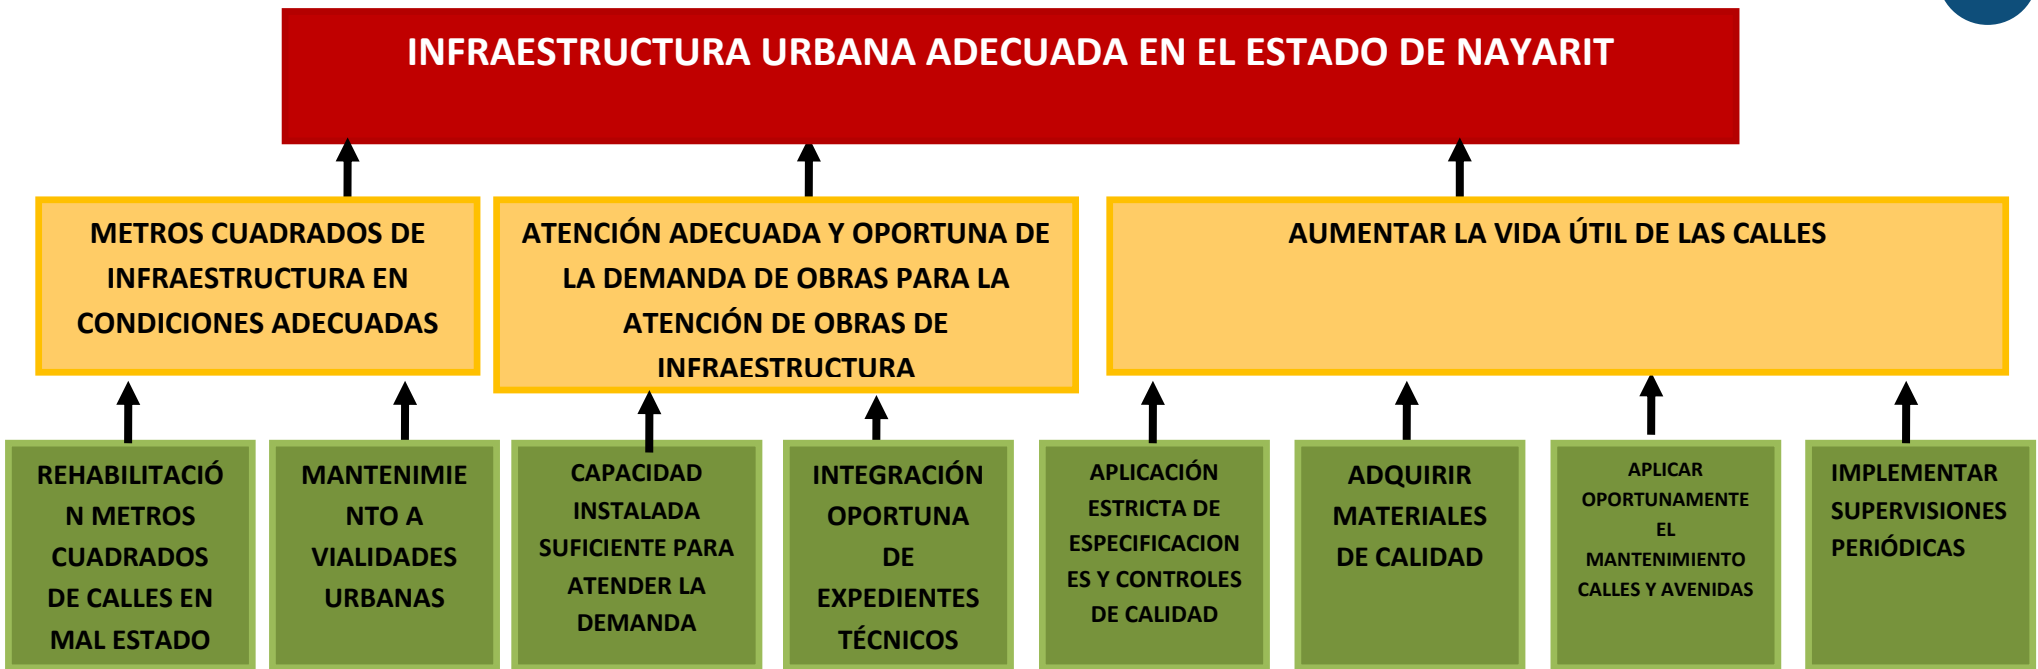 INFRAESTRUCTURA URBANA ADECUADA EN EL ESTADO DE NAYARIT
METROS CUADRADOS DE
INFRAESTRUCTURA EN
CONDICIONES ADECUADAS
ATENCIÓN ADECUADA Y OPORTUNA DE
LA DEMANDA DE OBRAS PARA LA
ATENCIÓN DE OBRAS DE
INFRAESTRUCTURA
AUMENTAR LA VIDA ÚTIL DE LAS CALLES
REHABILITACIÓ
N METROS
CUADRADOS
DE CALLES EN
MAL ESTADO
MANTENIMIE
NTO A
VIALIDADES
URBANAS
CAPACIDAD
INSTALADA
SUFICIENTE PARA
ATENDER LA
DEMANDA
INTEGRACIÓN
OPORTUNA
DE
EXPEDIENTES
TÉCNICOS
APLICACIÓN
ESTRICTA DE
ESPECIFICACION
ES Y CONTROLES
DE CALIDAD
ADQUIRIR
MATERIALES
DE CALIDAD
APLICAR
OPORTUNAMENTE
EL
MANTENIMIENTO
CALLES Y AVENIDAS
IMPLEMENTAR
SUPERVISIONES
PERIÓDICAS